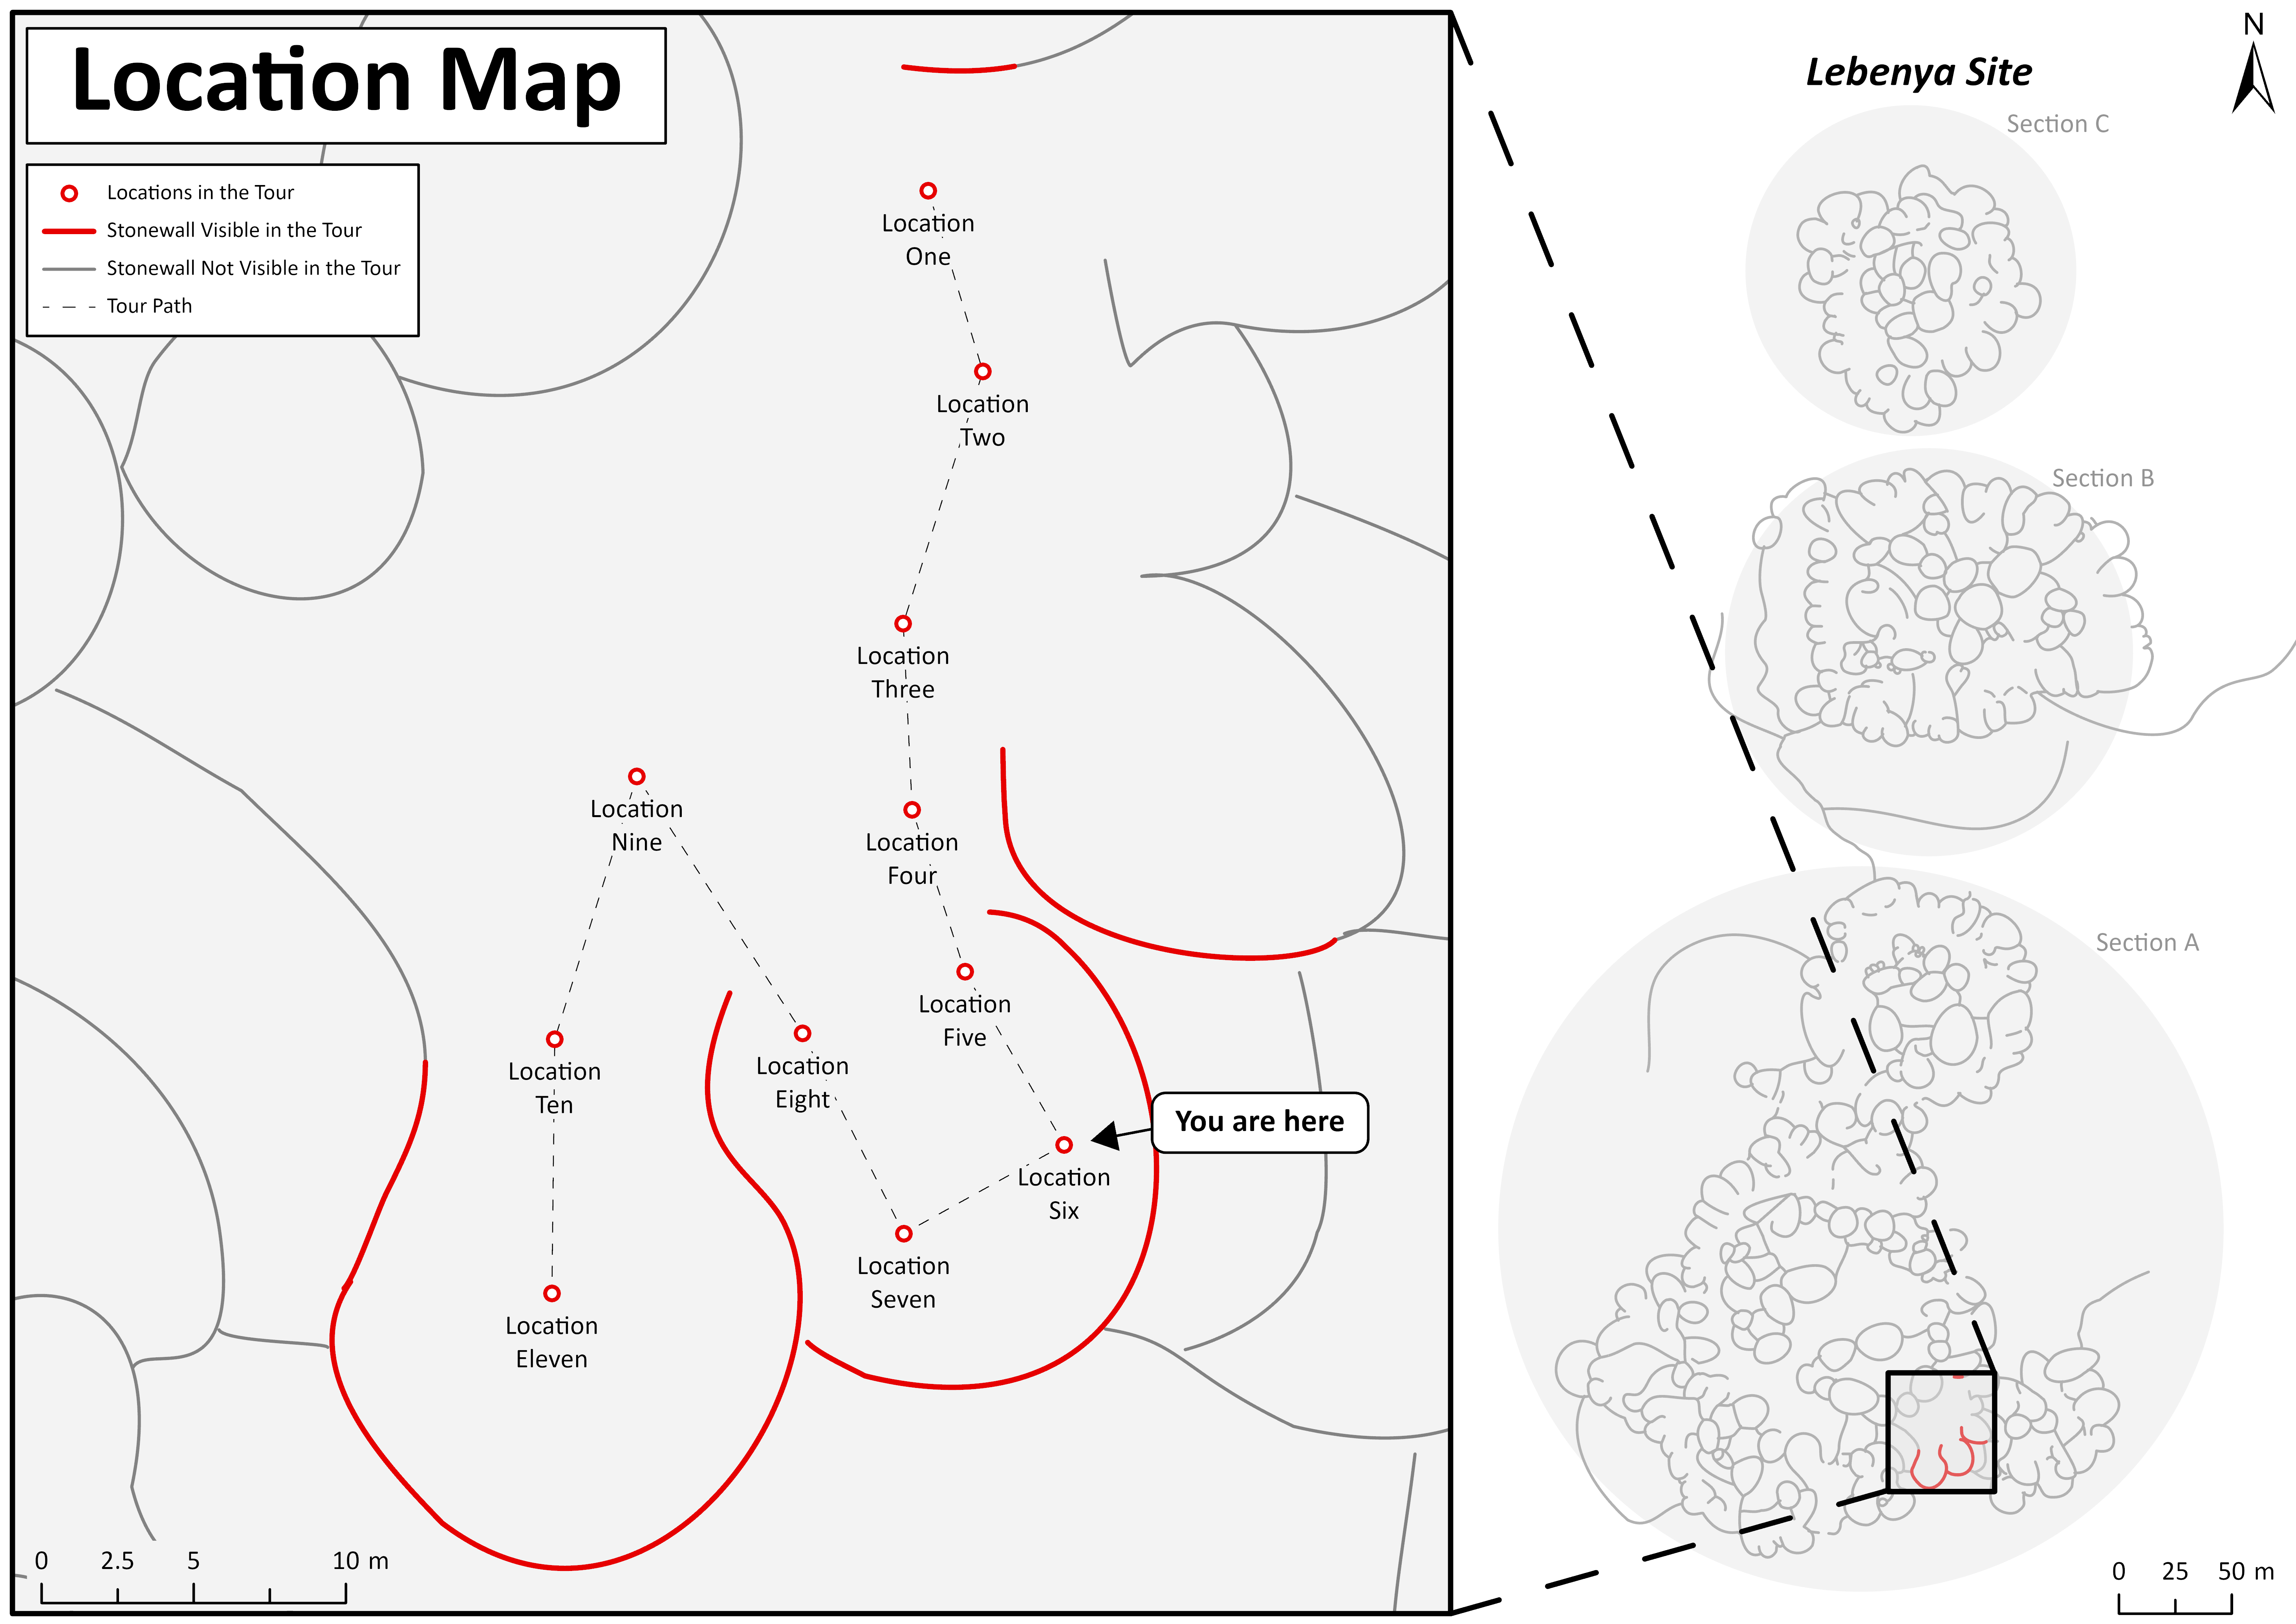 Location Map
Locations in the Tour
Stonewall Visible in the Tour
Stonewall Not Visible in the Tour
Tour Path
Location
One
Location
Two
Location
Three
Location
Four
Location
Five
Location
Six
You are here
Location
Seven
Location
Eight
Location
Nine
Location
Ten
Location
Eleven
0 2.5 5 10 m
N
Lebenya Site
Section C
Section B
Section A
0 25 50 m